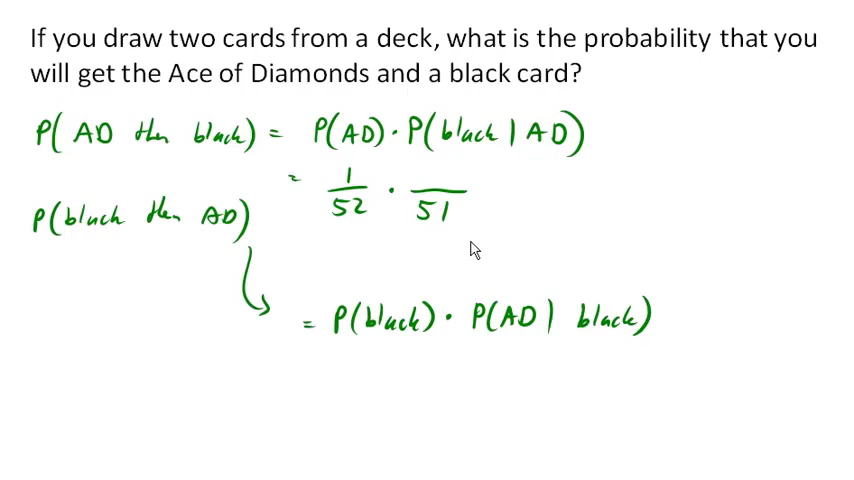 If you draw two cards from a deck, what is the probability that you
will get the Ace of Diamonds and a black card?
P( AD then black) = P(AD) · P(black | AD)
= 1/52 · /51
P(black then AD)
= P(black) · P(AD | black)